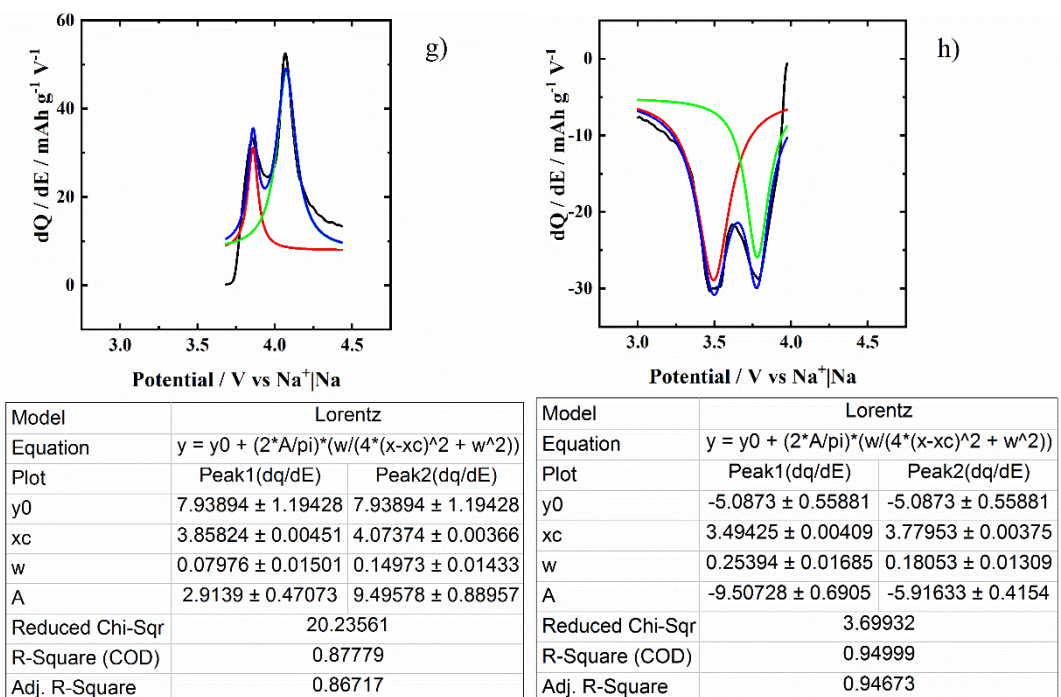 g)
60
40
20
0
dQ / dE / mAh g⁻¹ V⁻¹
3.0 3.5 4.0 4.5
Potential / V vs Na⁺|Na
h)
0
-10
-20
-30
dQ / dE / mAh g⁻¹ V⁻¹
3.0 3.5 4.0 4.5
Potential / V vs Na⁺|Na
Model Lorentz
Equation y = y0 + (2*A/pi)*(w/(4*(x-xc)^2 + w^2))
Plot Peak1(dq/dE) Peak2(dq/dE)
y0 7.93894 ± 1.19428 7.93894 ± 1.19428
xc 3.85824 ± 0.00451 4.07374 ± 0.00366
w 0.07976 ± 0.01501 0.14973 ± 0.01433
A 2.9139 ± 0.47073 9.49578 ± 0.88957
Reduced Chi-Sqr 20.23561
R-Square (COD) 0.87779
Adj. R-Square 0.86717
Model Lorentz
Equation y = y0 + (2*A/pi)*(w/(4*(x-xc)^2 + w^2))
Plot Peak1(dq/dE) Peak2(dq/dE)
y0 -5.0873 ± 0.55881 -5.0873 ± 0.55881
xc 3.49425 ± 0.00409 3.77953 ± 0.00375
w 0.25394 ± 0.01685 0.18053 ± 0.01309
A -9.50728 ± 0.6905 -5.91633 ± 0.4154
Reduced Chi-Sqr 3.69932
R-Square (COD) 0.94999
Adj. R-Square 0.94673